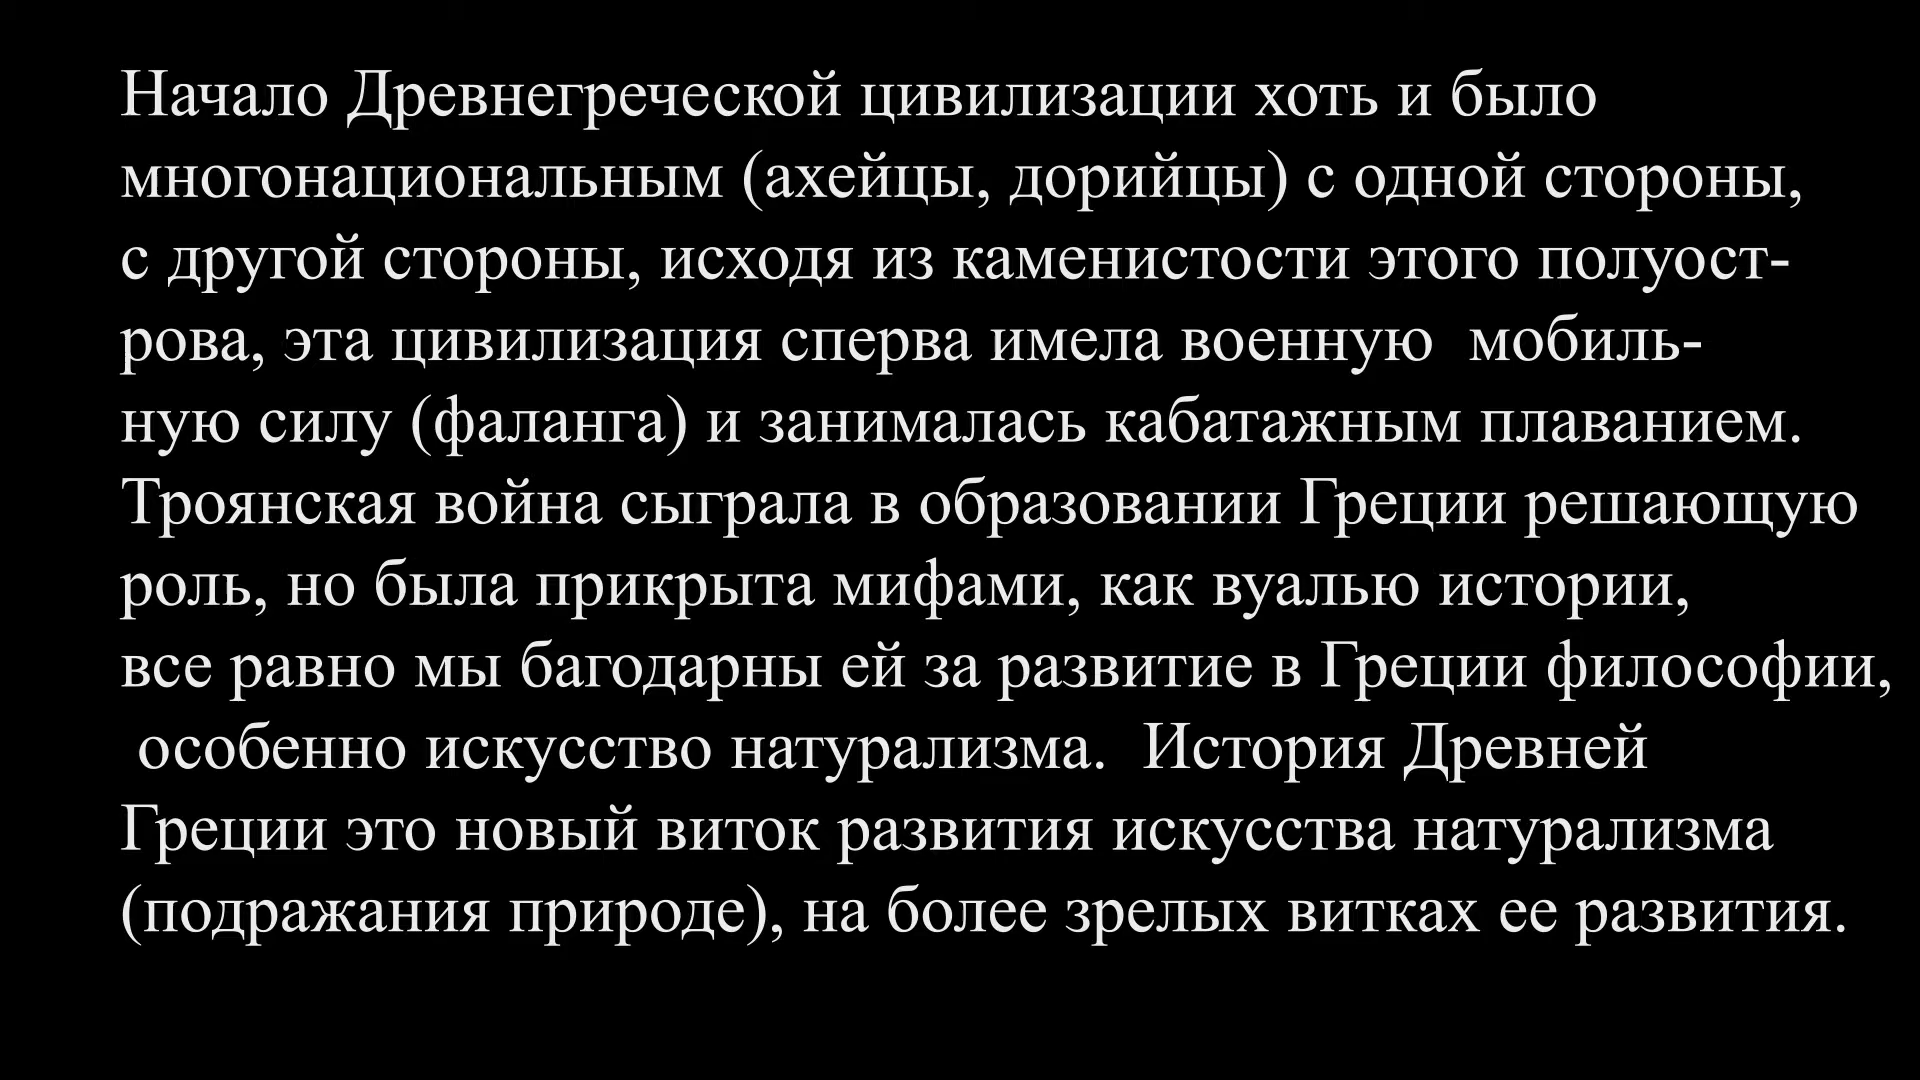 Начало Древнегреческой цивилизации хоть и было
многонациональным (ахейцы, дорийцы) с одной стороны,
с другой стороны, исходя из каменистости этого полуост-
рова, эта цивилизация сперва имела военную  мобиль-
ную силу (фаланга) и занималась кабатажным плаванием.
Троянская война сыграла в образовании Греции решающую
роль, но была прикрыта мифами, как вуалью истории,
все равно мы багодарны ей за развитие в Греции философии,
особенно искусство натурализма.  История Древней
Греции это новый виток развития искусства натурализма
(подражания природе), на более зрелых витках ее развития.